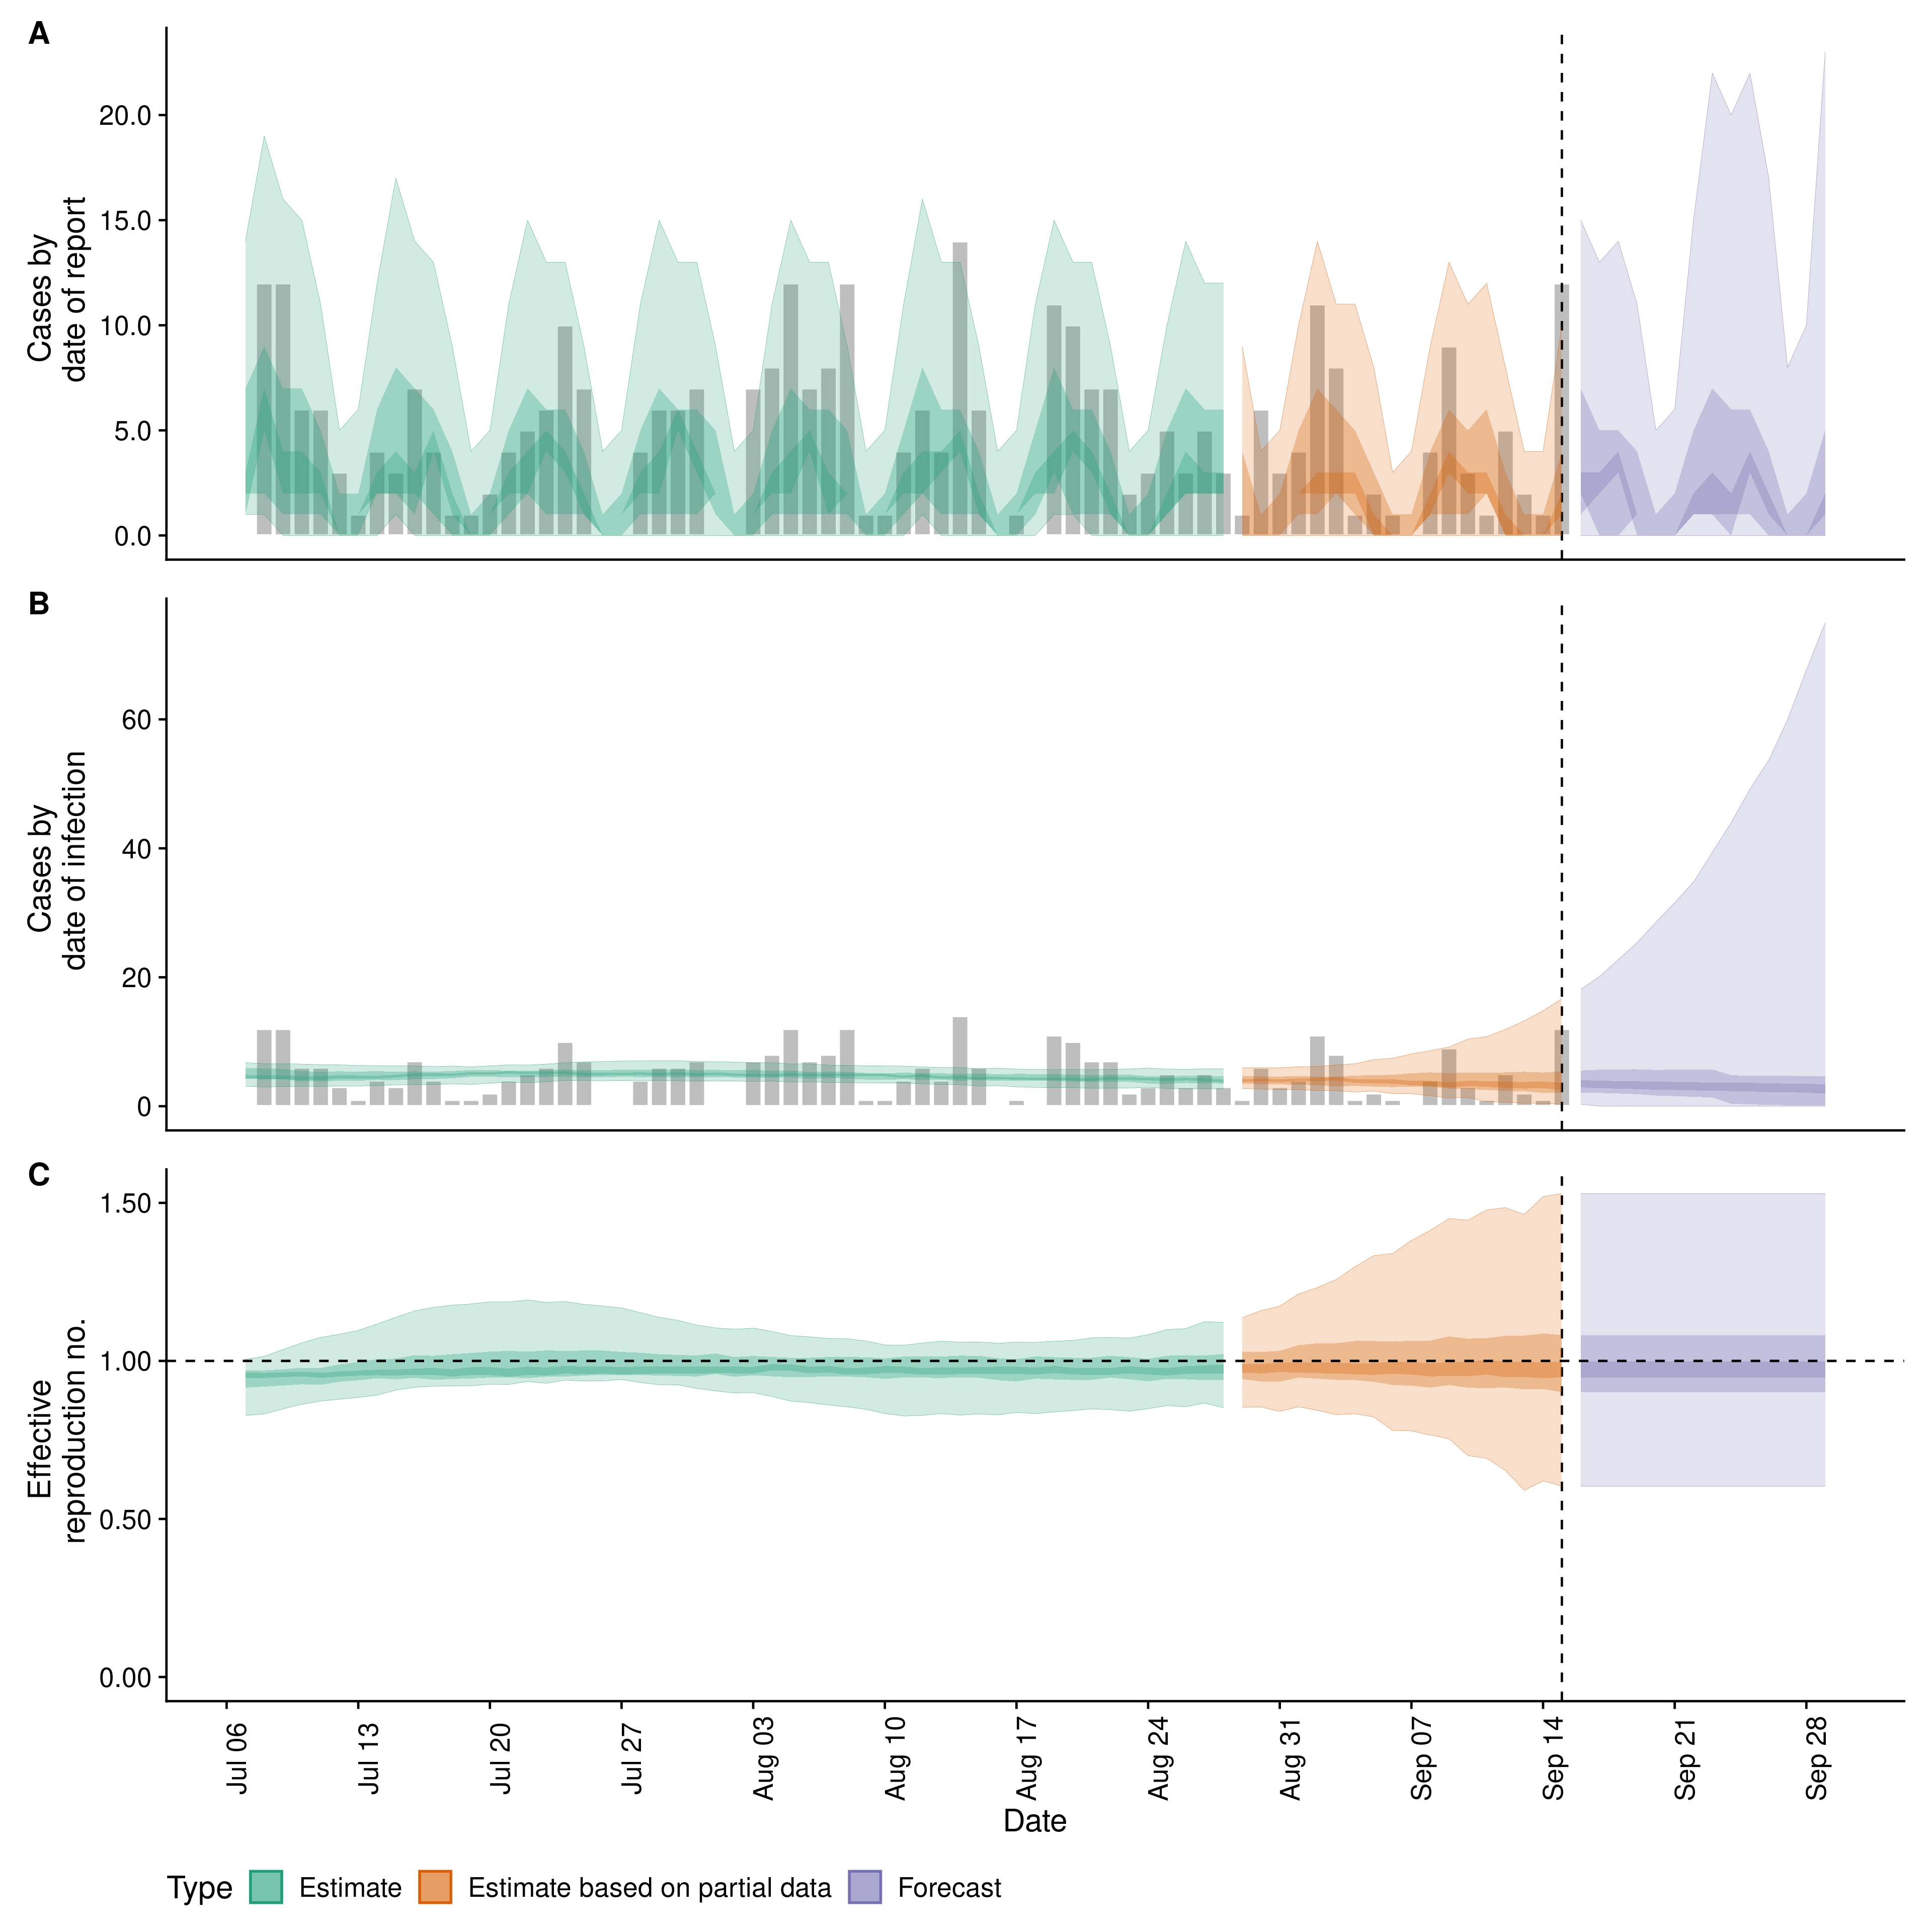 A
Cases by
date of report
20.0
15.0
10.0
5.0
0.0
B
Cases by
date of infection
60
40
20
0
C
Effective
reproduction no.
1.50
1.00
0.50
0.00
Jul 06
Jul 13
Jul 20
Jul 27
Aug 03
Aug 10
Aug 17
Aug 24
Aug 31
Sep 07
Sep 14
Sep 21
Sep 28
Date
Type Estimate Estimate based on partial data Forecast